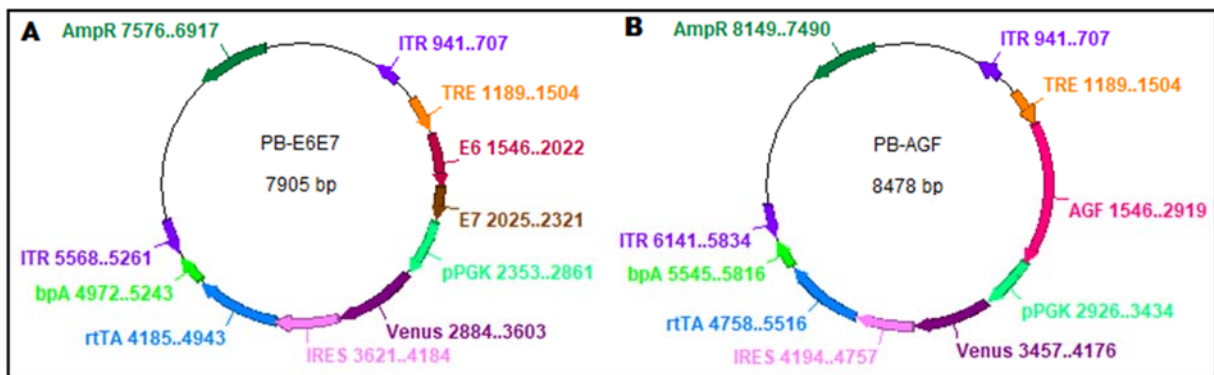 A
AmpR 7576..6917
ITR 941..707
TRE 1189..1504
PB-E6E7
7905 bp
E6 1546..2022
E7 2025..2321
ITR 5568..5261
bpA 4972..5243
pPGK 2353..2861
rtTA 4185..4943
Venus 2884..3603
IRES 3621..4184
B
AmpR 8149..7490
ITR 941..707
TRE 1189..1504
PB-AGF
8478 bp
AGF 1546..2919
ITR 6141..5834
bpA 5545..5816
pPGK 2926..3434
rtTA 4758..5516
Venus 3457..4176
IRES 4194..4757